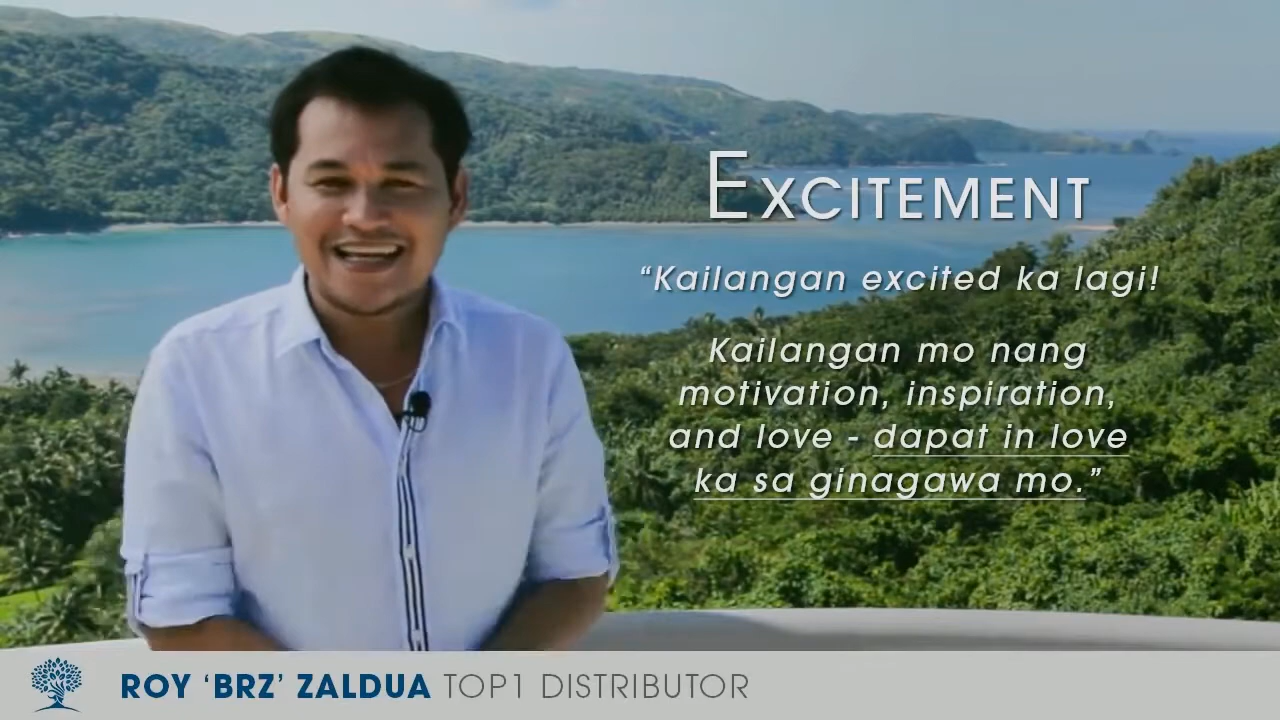 EXCITEMENT
“Kailangan excited ka lagi!
Kailangan mo nang
motivation, inspiration,
and love - dapat in love
ka sa ginagawa mo.”
ROY ‘BRZ’ ZALDUA TOP1 DISTRIBUTOR